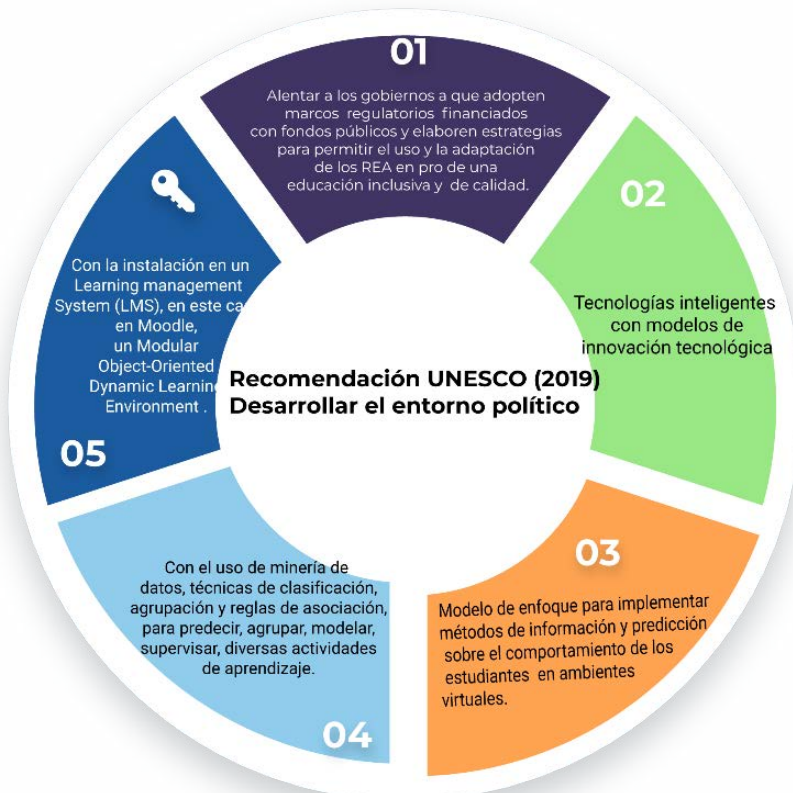 01
Alentar a los gobiernos a que adopten
marcos regulatorios financiados
con fondos públicos y elaboren estrategias
para permitir el uso y la adaptación
de los REA en pro de una
educación inclusiva y de calidad.
02
Tecnologías inteligentes
con modelos de
innovación tecnológica
03
Modelo de enfoque para implementar
métodos de información y predicción
sobre el comportamiento de los
estudiantes en ambientes
virtuales.
Con el uso de minería de
datos, técnicas de clasificación,
agrupación y reglas de asociación,
para predecir, agrupar, modelar,
supervisar, diversas actividades
de aprendizaje.
04
Con la instalación en un
Learning management
System (LMS), en este ca
en Moodle,
un Modular
Object-Oriented
Dynamic Learning
Environment .
05
Recomendación UNESCO (2019)
Desarrollar el entorno político